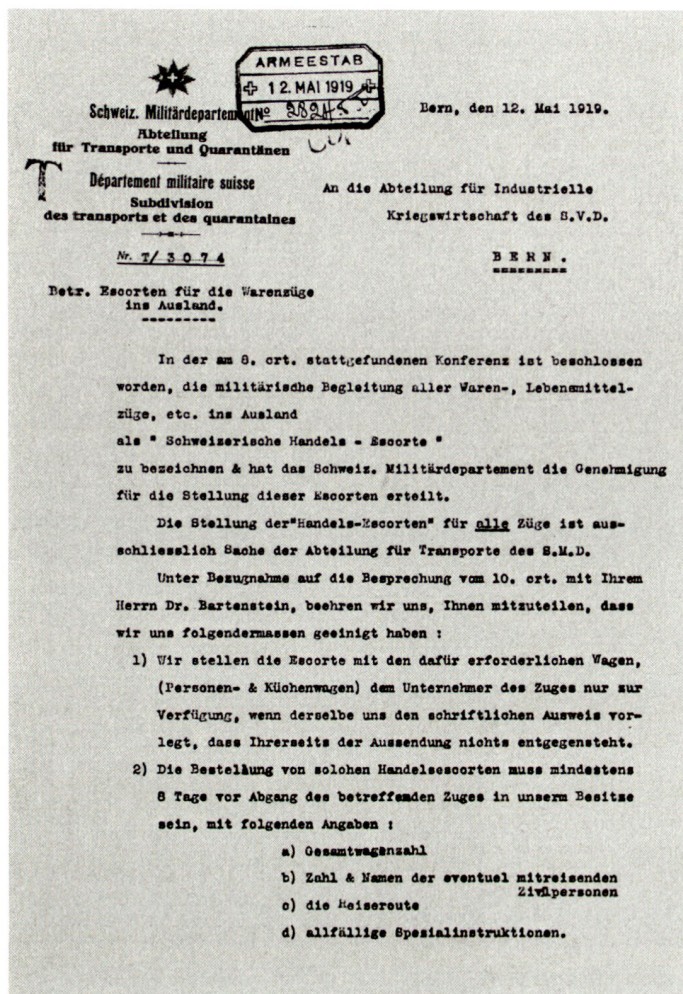 ARMEESTAB
12. MAI 1919
Schweiz. Militärdepartement
No 28245
Abteilung
für Transporte und Quarantänen
Département militaire suisse
Subdivision
des transports et des quarantaines
Nr. T/3074
Betr. Escorten für die Warenzüge
ins Ausland.
Bern, den 12. Mai 1919.
An die Abteilung für Industrielle
Kriegswirtschaft des S.V.D.
BERN.
In der am 8. crt. stattgefundenen Konferenz ist beschlossen
worden, die militärische Begleitung aller Waren-, Lebensmittel-
züge, etc. ins Ausland
als " Schweizerische Handels - Escorte "
zu bezeichnen & hat das Schweiz. Militärdepartement die Genehmigung
für die Stellung dieser Escorten erteilt.
Die Stellung der"Handels-Escorten" für alle Züge ist aus-
schliesslich Sache der Abteilung für Transporte des S.M.D.
Unter Bezugnahme auf die Besprechung vom 10. crt. mit Ihrem
Herrn Dr. Bartenstein, beehren wir uns, Ihnen mitzuteilen, dass
wir uns folgendermassen geeinigt haben :
1) Wir stellen die Escorte mit den dafür erforderlichen Wagen,
(Personen- & Küchenwagen) dem Unternehmer des Zuges nur zur
Verfügung, wenn derselbe uns den schriftlichen Ausweis vor-
legt, dass Ihrerseits der Aussendung nichts entgegensteht.
2) Die Bestellung von solchen Handelsescorten muss mindestens
8 Tage vor Abgang des betreffenden Zuges in unserm Besitze
sein, mit folgenden Angaben :
a) Gesamtwagenzahl
b) Zahl & Namen der eventuel mitreisenden
Zivilpersonen
c) die Reiseroute
d) allfällige Spezialinstruktionen.